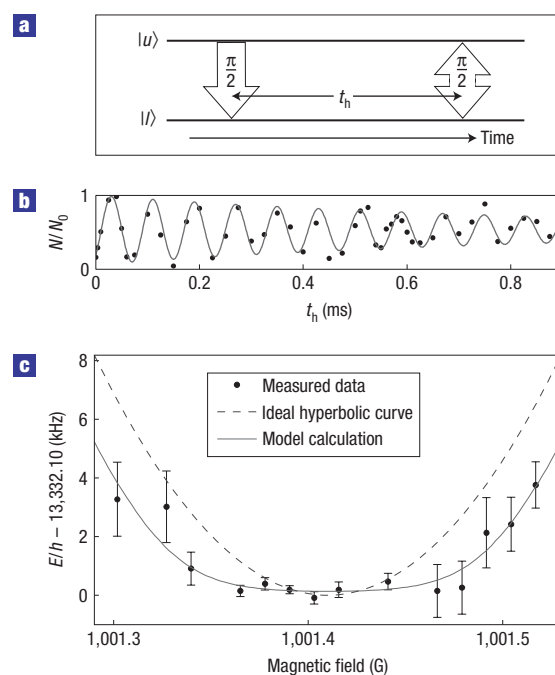 a
|u⟩
π/2
π/2
t_h
|l⟩
Time
b
N/N_0
1
0
0
0.2
0.4
0.6
0.8
t_h (ms)
c
E/h − 13,332.10 (kHz)
8
6
4
2
0
Measured data
Ideal hyperbolic curve
Model calculation
1,001.3
1,001.4
1,001.5
Magnetic field (G)